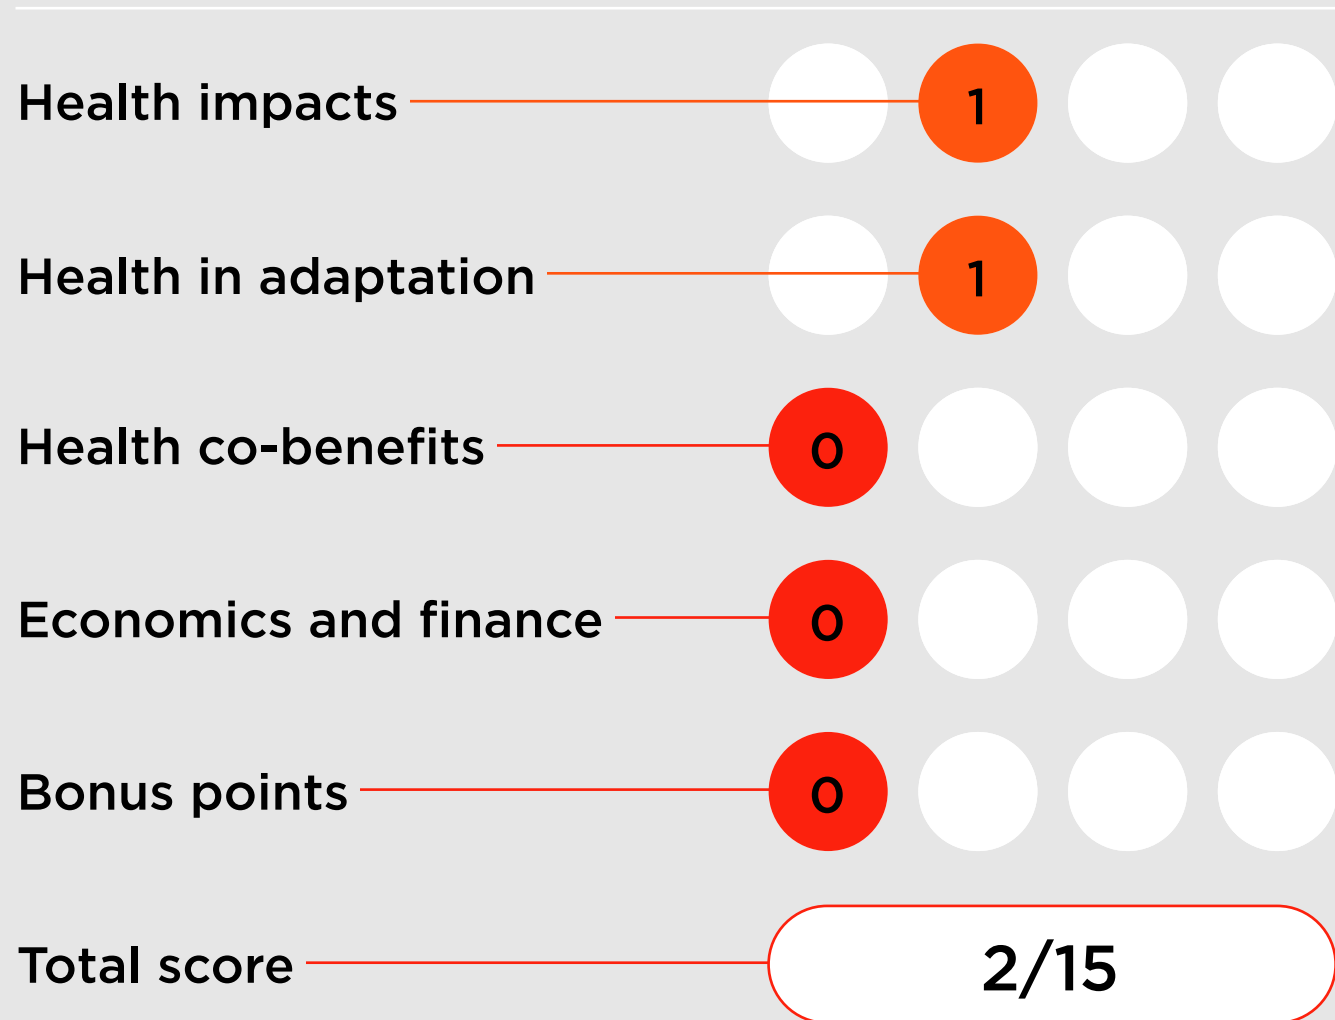 Health impacts 1
Health in adaptation 1
Health co-benefits 0
Economics and finance 0
Bonus points 0
Total score 2/15